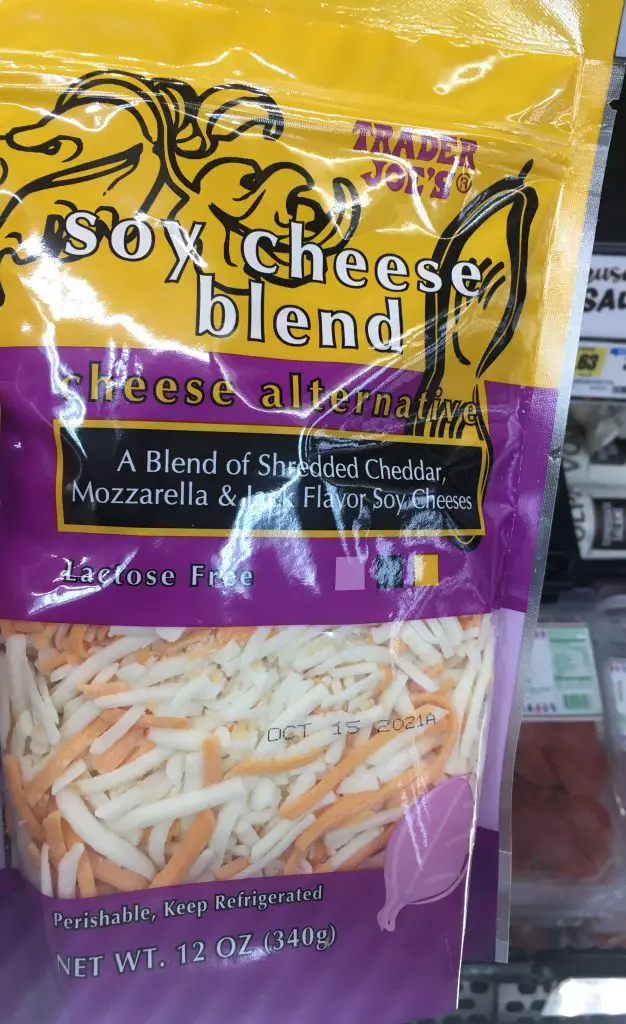 TRADER
JOE'S®
soy cheese
blend
cheese alternative
A Blend of Shredded Cheddar,
Mozzarella & Jack Flavor Soy Cheeses
Lactose Free
OCT 15 2021A
Perishable, Keep Refrigerated
NET WT. 12 OZ (340g)
63